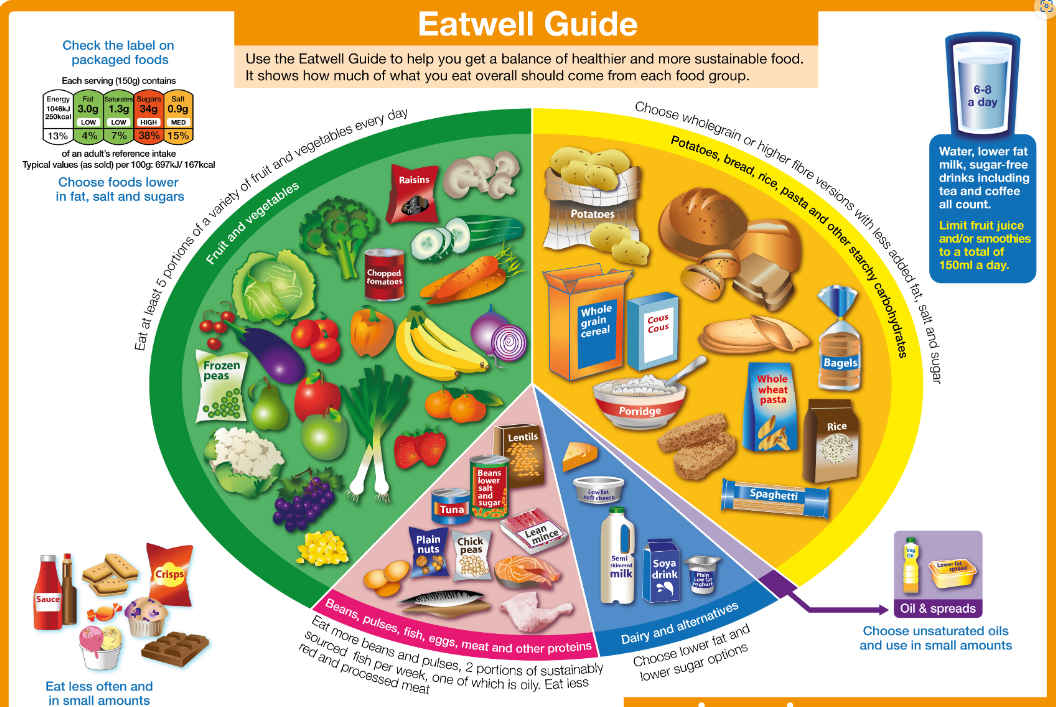 Eatwell Guide
Use the Eatwell Guide to help you get a balance of healthier and more sustainable food.
It shows how much of what you eat overall should come from each food group.
Check the label on
packaged foods
Each serving (150g) contains
Energy
1046kJ
250kcal
13%
Fat
3.0g
LOW
4%
Saturates
1.3g
LOW
7%
Sugars
34g
HIGH
38%
Salt
0.9g
MED
15%
of an adult's reference intake
Typical values (as sold) per 100g: 697kJ/ 167kcal
Choose foods lower
in fat, salt and sugars
6-8
a day
Water, lower fat
milk, sugar-free
drinks including
tea and coffee
all count.
Limit fruit juice
and/or smoothies
to a total of
150ml a day.
Eat at least 5 portions of a variety of fruit and vegetables every day
Fruit and vegetables
Raisins
Chopped
tomatoes
Frozen
peas
Choose wholegrain or higher fibre versions with less added fat, salt and sugar
Potatoes, bread, rice, pasta and other starchy carbohydrates
Potatoes
Whole
grain
cereal
Cous
Cous
Bagels
Porridge
Whole
wheat
pasta
Rice
Spaghetti
Lentils
Beans
lower
salt
and
sugar
Tuna
Lean
mince
Plain
nuts
Chick
peas
Beans, pulses, fish, eggs, meat and other proteins
Eat more beans and pulses, 2 portions of sustainably
sourced fish per week, one of which is oily. Eat less
red and processed meat
Low fat
soft cheese
Semi
skimmed
milk
Soya
drink
Plain
Low fat
yoghurt
Dairy and alternatives
Choose lower fat and
lower sugar options
Veg
Oil
Lower fat
spread
Oil & spreads
Choose unsaturated oils
and use in small amounts
Sauce
Crisps
Eat less often and
in small amounts